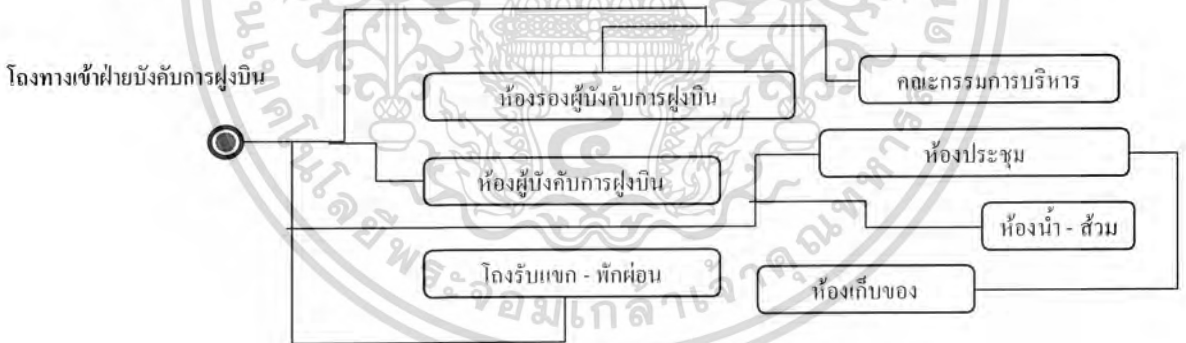 โถงทางเข้าฝ่ายบังคับการฝูงบิน
ห้องรองผู้บังคับการฝูงบิน
คณะกรรมการบริหาร
ห้องประชุม
ห้องผู้บังคับการฝูงบิน
ห้องน้ำ - ส้วม
โถงรับแขก - พักผ่อน
ห้องเก็บของ